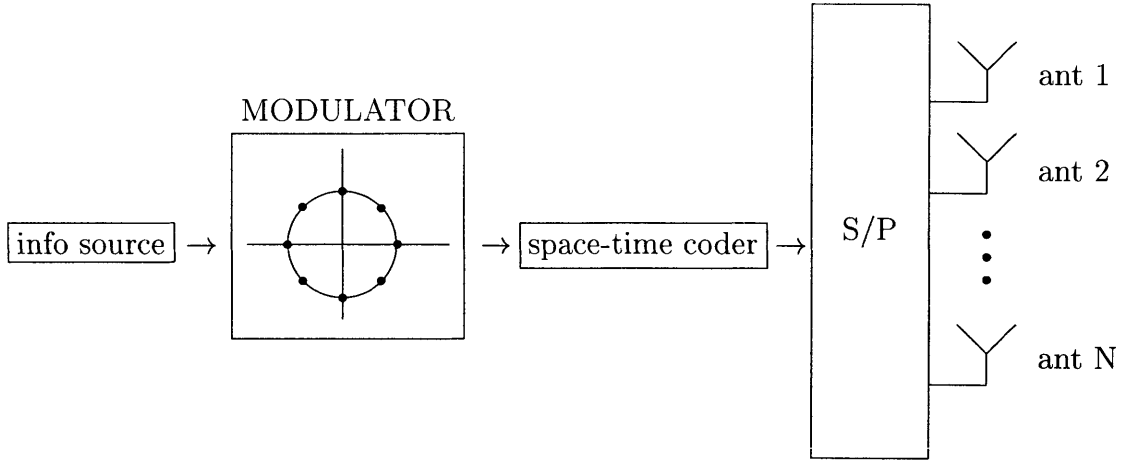 MODULATOR
info source
space-time coder
S/P
ant 1
ant 2
ant N